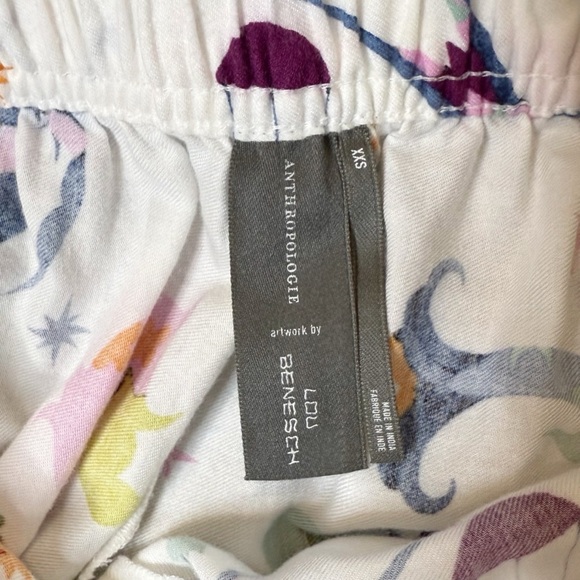 ANTHROPOLOGIE
artwork by
LOU
BENESCH
XXS
MADE IN INDIA
FABRIQUÉ EN INDE